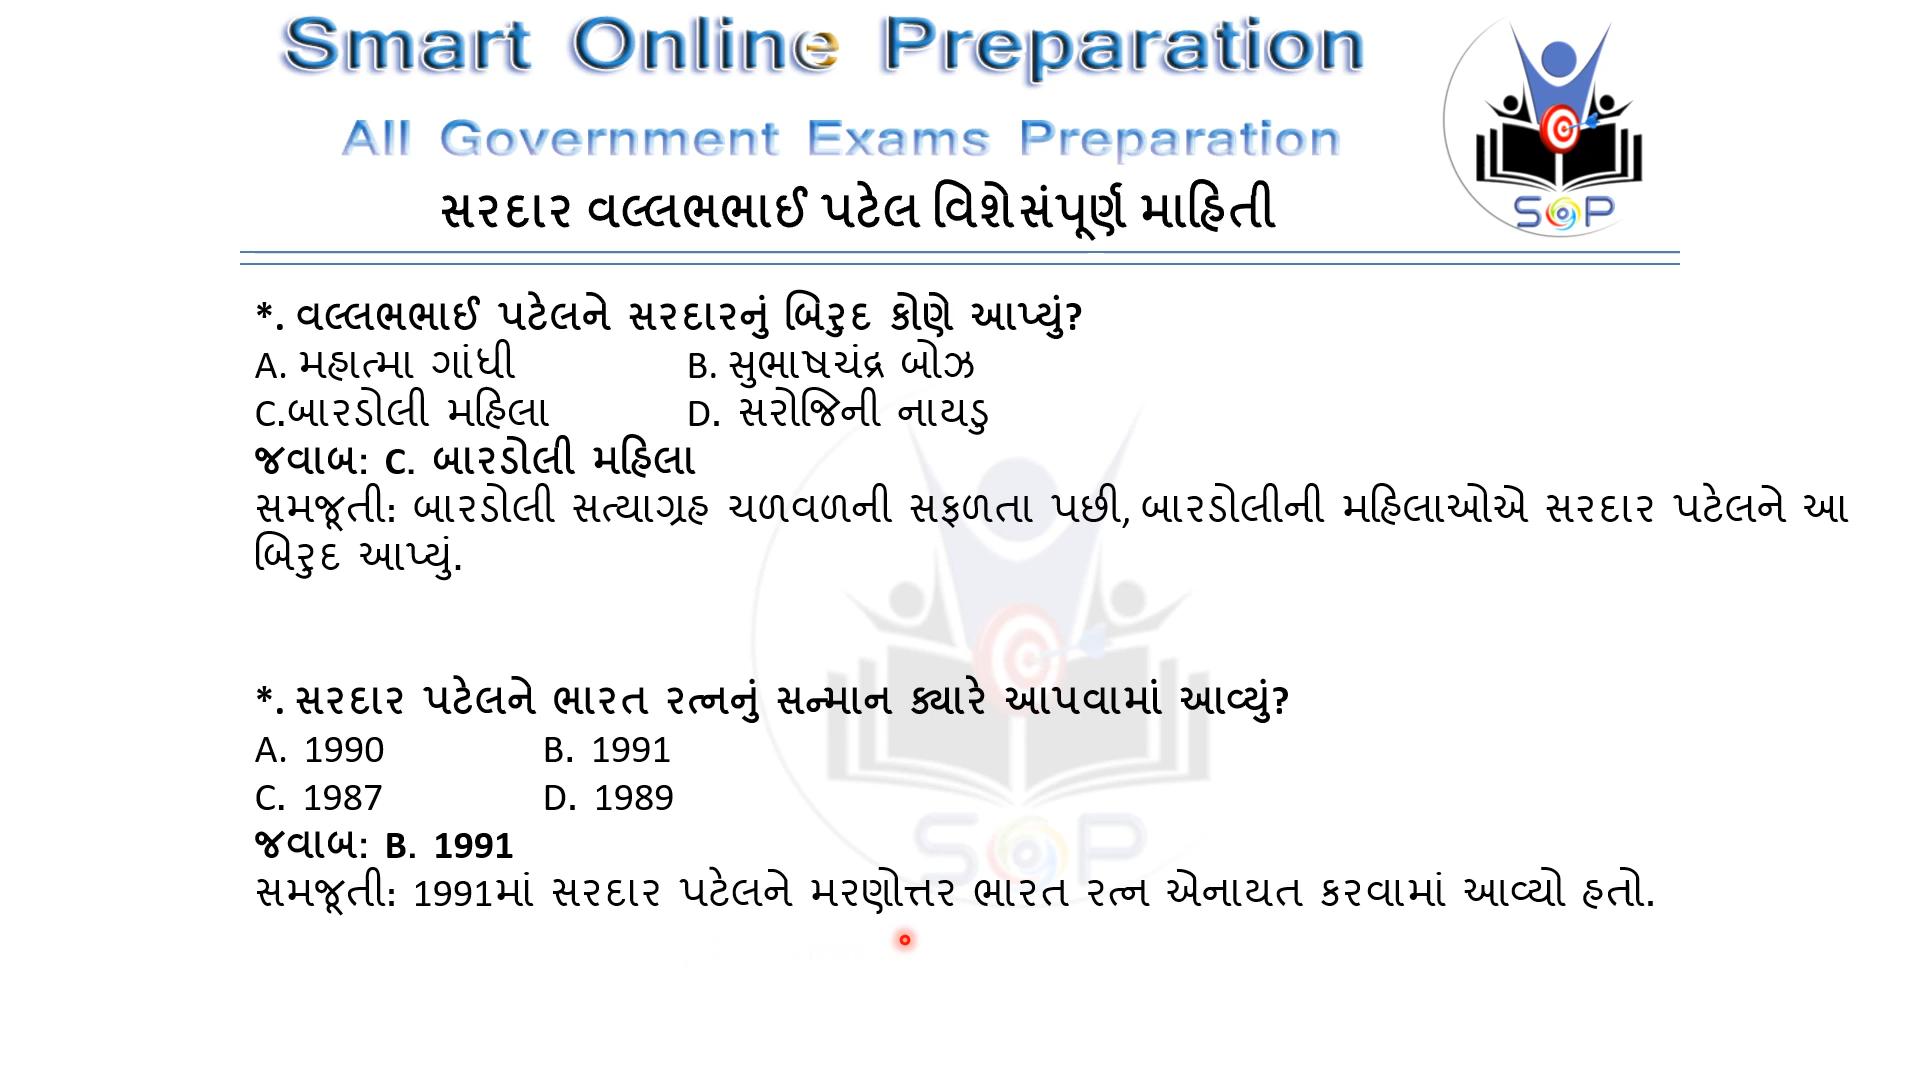 Smart Online Preparation
All Government Exams Preparation
SOP
સરદાર વલ્લભભાઈ પટેલ વિશે સંપૂર્ણ માહિતી
*. વલ્લભભાઈ પટેલને સરદારનું બિરુદ કોણે આપ્યું?
A. મહાત્મા ગાંધી B. સુભાષચંદ્ર બોઝ
C.બારડોલી મહિલા D. સરોજિની નાયડુ
જવાબ: C. બારડોલી મહિલા
સમજૂતી: બારડોલી સત્યાગ્રહ ચળવળની સફળતા પછી, બારડોલીની મહિલાઓએ સરદાર પટેલને આ
બિરુદ આપ્યું.
*. સરદાર પટેલને ભારત રત્નનું સન્માન ક્યારે આપવામાં આવ્યું?
A. 1990 B. 1991
C. 1987 D. 1989
જવાબ: B. 1991
સમજૂતી: 1991માં સરદાર પટેલને મરણોત્તર ભારત રત્ન એનાયત કરવામાં આવ્યો હતો.
SOP